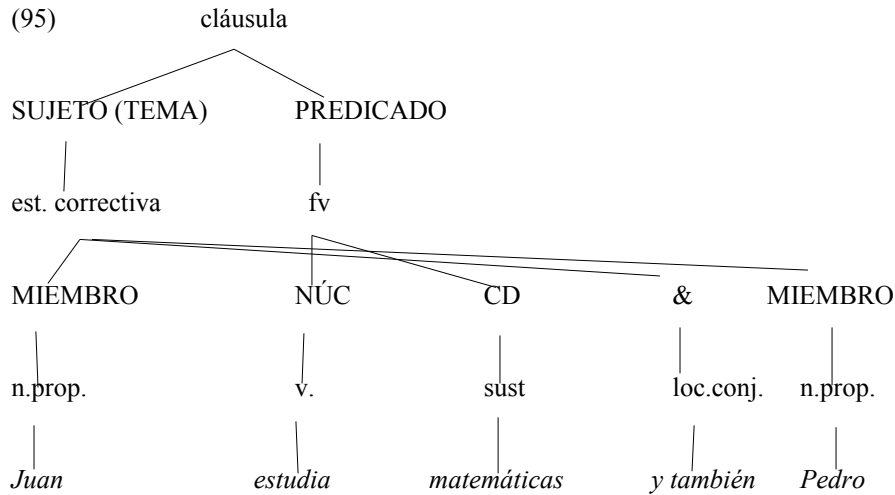 (95) cláusula
SUJETO (TEMA) PREDICADO
est. correctiva fv
MIEMBRO NÚC CD & MIEMBRO
n.prop. v. sust loc.conj. n.prop.
Juan estudia matemáticas y también Pedro